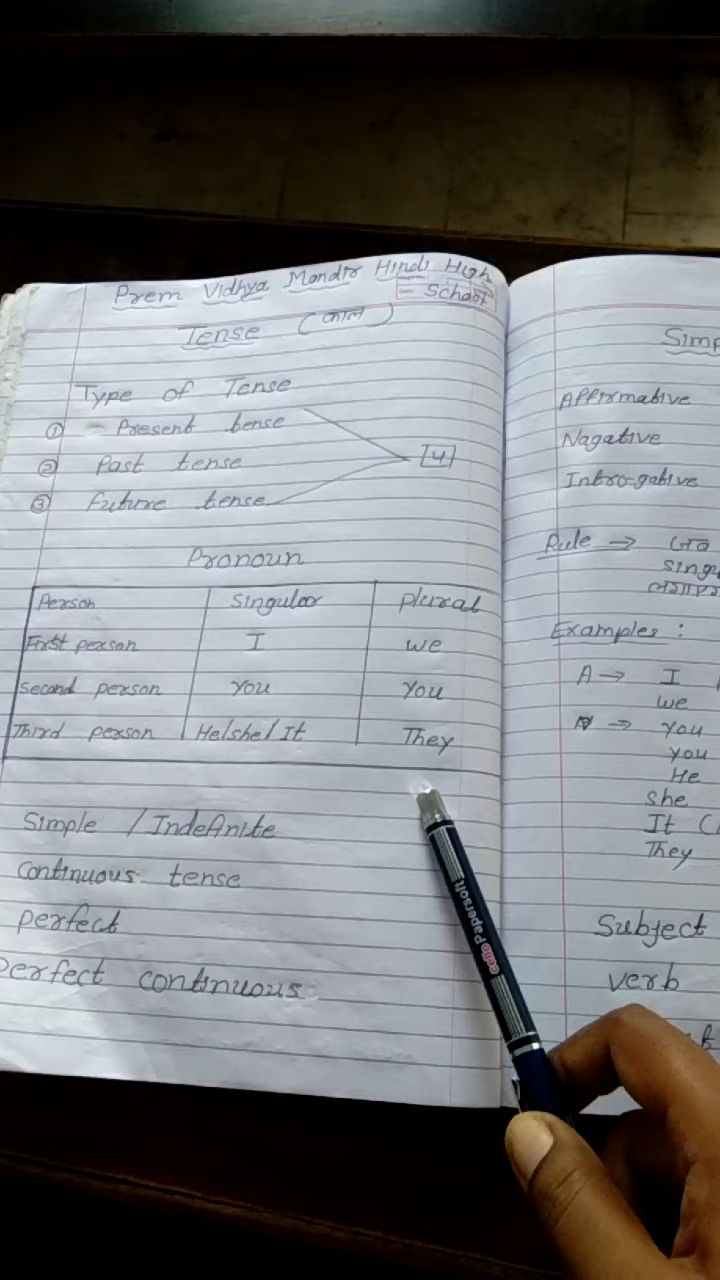 Prem Vidhya Mandir Hindi High
- School
Tense (काल)
Type of Tense
① Present tense
② Past tense
③ Future tense
4
Pronoun
Person Singular plural
First person I we
Second person you you
Third person He/she/It They
Simple / Indefinite
Continuous tense
perfect
Perfect continuous
Simp
Affirmative
Nagative
Intro-gative
Rule →
singu
Examples :
A → I
we
→ you
you
He
she
It (
They
Subject
verb
cello Papersoft